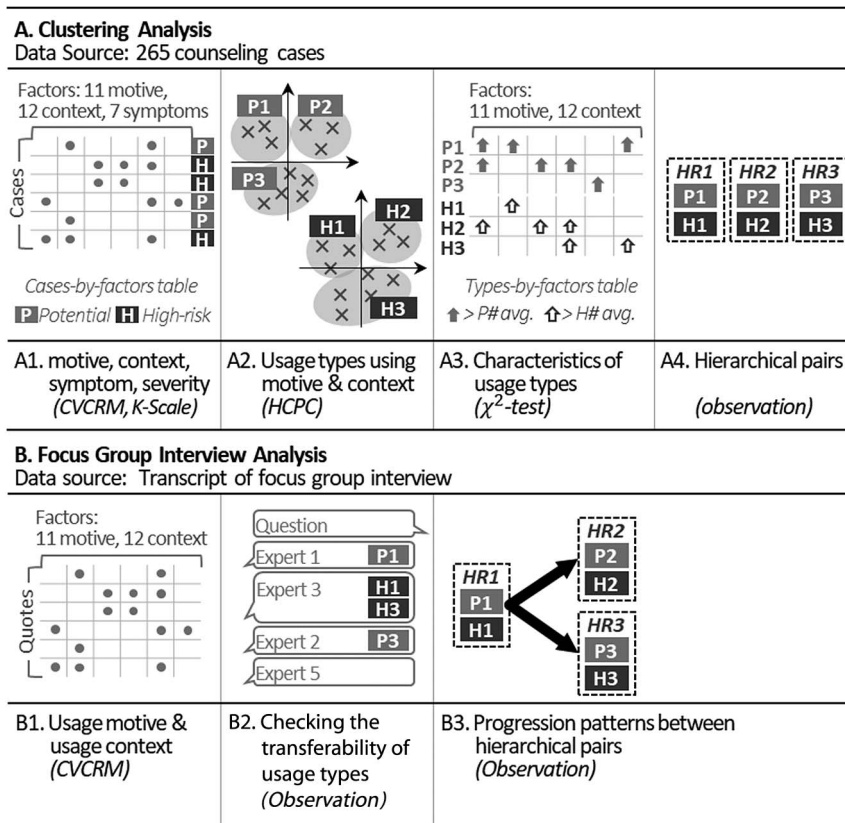 A. Clustering Analysis
Data Source: 265 counseling cases
Factors: 11 motive,
12 context, 7 symptoms
Cases
P
H
H
P
P
H
Cases-by-factors table
P Potential H High-risk
P1 P2
P3
H1 H2
H3
Factors:
11 motive, 12 context
P1
P2
P3
H1
H2
H3
Types-by-factors table
> P# avg. > H# avg.
HR1 HR2 HR3
P1 P2 P3
H1 H2 H3
A1. motive, context,
symptom, severity
(CVCRM, K-Scale)
A2. Usage types using
motive & context
(HCPC)
A3. Characteristics of
usage types
(χ²-test)
A4. Hierarchical pairs
(observation)
B. Focus Group Interview Analysis
Data source: Transcript of focus group interview
Factors:
11 motive, 12 context
Quotes
Question
Expert 1 P1
Expert 3 H1
H3
Expert 2 P3
Expert 5
HR1
P1
H1
HR2
P2
H2
HR3
P3
H3
B1. Usage motive &
usage context
(CVCRM)
B2. Checking the
transferability of
usage types
(Observation)
B3. Progression patterns between
hierarchical pairs
(Observation)